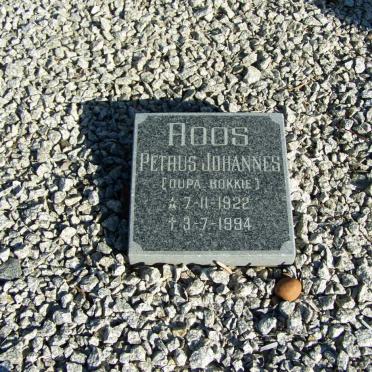 ROOS
PETRUS JOHANNES
[OUPA BOKKIE]
* 7-11-1922
† 3-7-1994